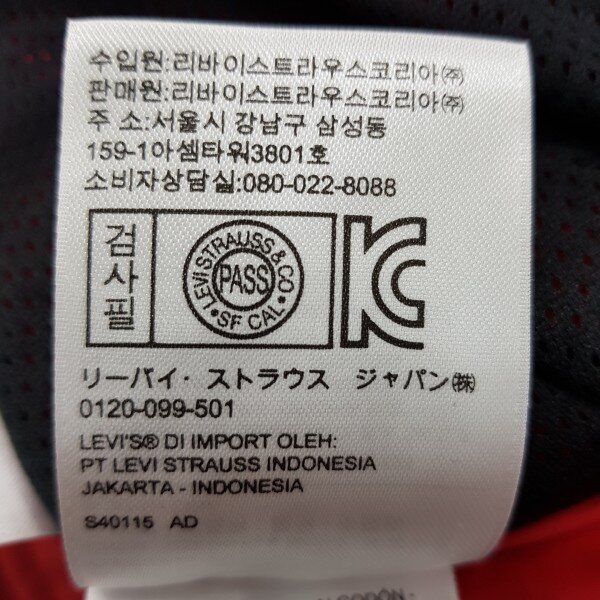 수입원:리바이스트라우스코리아㈜
판매원:리바이스트라우스코리아㈜
주 소:서울시 강남구 삼성동
159-1아셈타워3801호
소비자상담실:080-022-8088
검사필
LEVI STRAUSS & CO
PASS
• SF CAL •
KC
リーバイ・ストラウス ジャパン㈱
0120-099-501
LEVI'S® DI IMPORT OLEH:
PT LEVI STRAUSS INDONESIA
JAKARTA - INDONESIA
S40115 AD